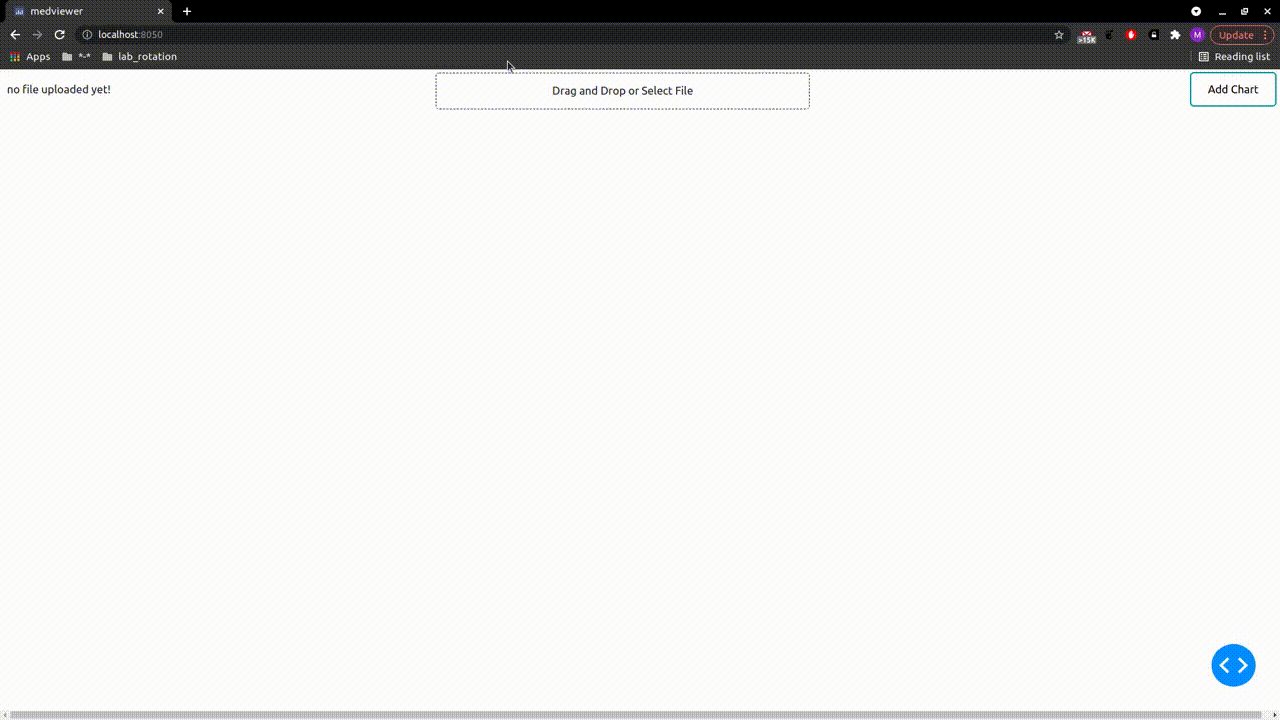 medviewer
localhost:8050
>15K
M
Update
Apps
*-*
lab_rotation
Reading list
no file uploaded yet!
Drag and Drop or Select File
Add Chart